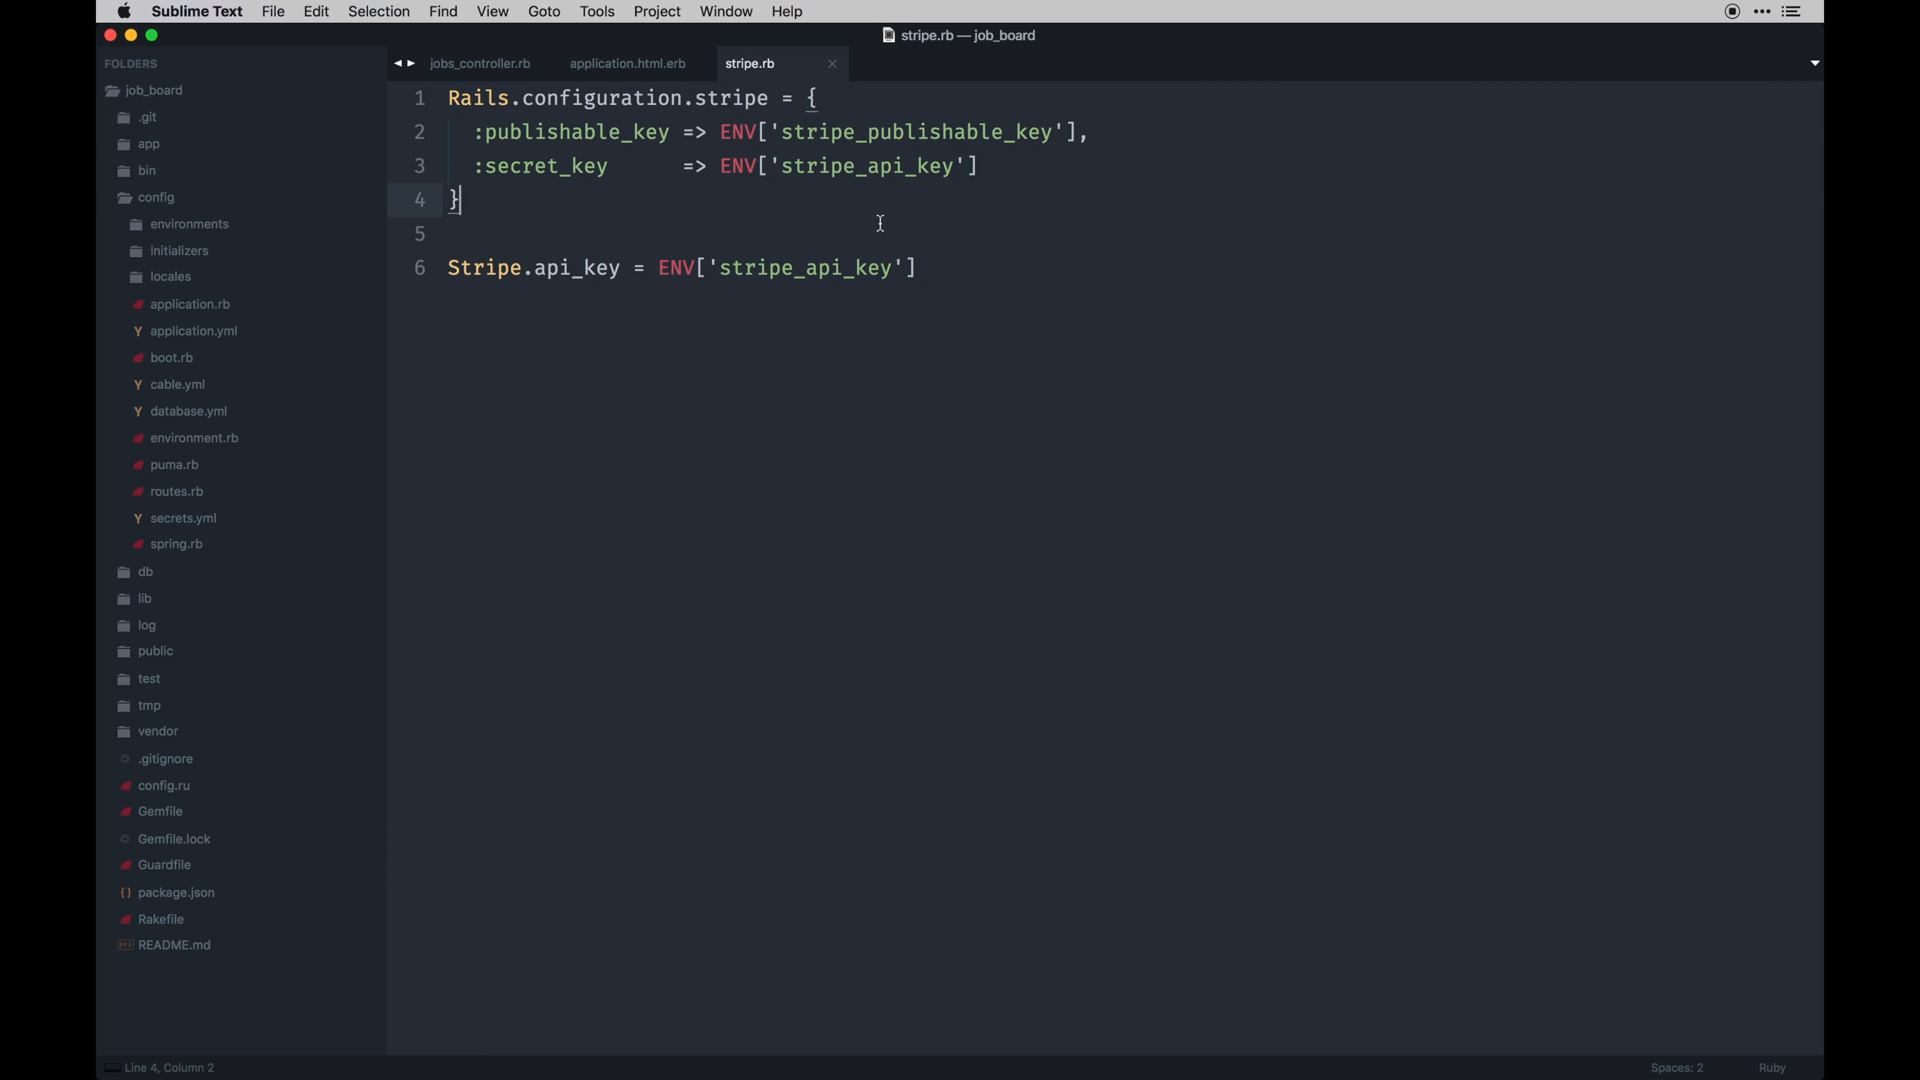 Sublime Text File Edit Selection Find View Goto Tools Project Window Help
stripe.rb — job_board
FOLDERS
job_board
.git
app
bin
config
environments
initializers
locales
application.rb
Y application.yml
boot.rb
Y cable.yml
Y database.yml
environment.rb
puma.rb
routes.rb
Y secrets.yml
spring.rb
db
lib
log
public
test
tmp
vendor
.gitignore
config.ru
Gemfile
Gemfile.lock
Guardfile
{} package.json
Rakefile
README.md
jobs_controller.rb application.html.erb stripe.rb
1 Rails.configuration.stripe = {
2 :publishable_key => ENV['stripe_publishable_key'],
3 :secret_key => ENV['stripe_api_key']
4 }
5
6 Stripe.api_key = ENV['stripe_api_key']
Line 4, Column 2 Spaces: 2 Ruby